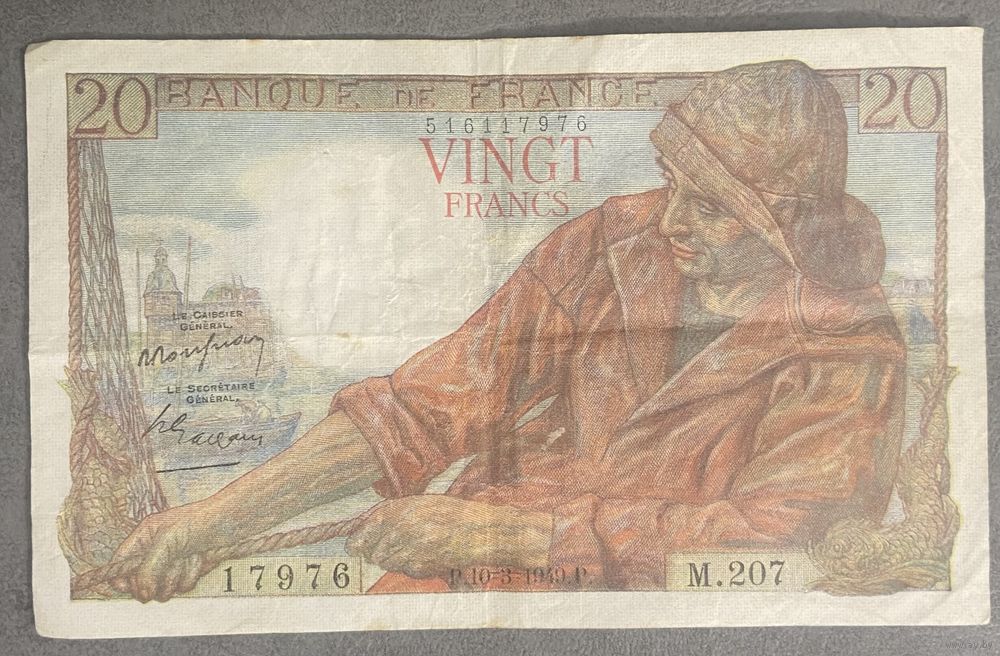 20 BANQUE DE FRANCE 20
516117976
VINGT
FRANCS
LE CAISSIER
GÉNÉRAL.
LE SECRÉTAIRE
GÉNÉRAL.
17976 P.10-3-1949.P. M.207